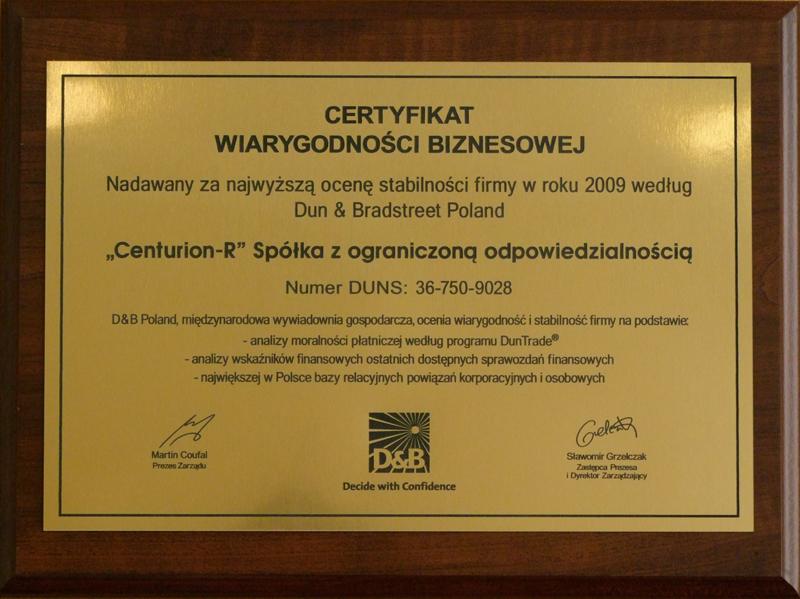 CERTYFIKAT
WIARYGODNOŚCI BIZNESOWEJ
Nadawany za najwyższą ocenę stabilności firmy w roku 2009 według
Dun & Bradstreet Poland
„Centurion-R” Spółka z ograniczoną odpowiedzialnością
Numer DUNS: 36-750-9028
D&B Poland, międzynarodowa wywiadownia gospodarcza, ocenia wiarygodność i stabilność firmy na podstawie:
- analizy moralności płatniczej według programu DunTrade®
- analizy wskaźników finansowych ostatnich dostępnych sprawozdań finansowych
- największej w Polsce bazy relacyjnych powiązań korporacyjnych i osobowych
Martin Coufal
Prezes Zarządu
D&B
Decide with Confidence
Sławomir Grzelczak
Zastępca Prezesa
i Dyrektor Zarządzający